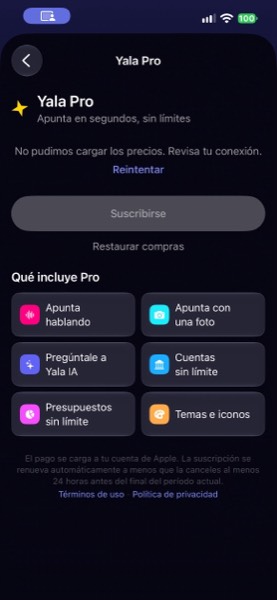 100
Yala Pro
Yala Pro
Apunta en segundos, sin límites
No pudimos cargar los precios. Revisa tu conexión.
Reintentar
Suscribirse
Restaurar compras
Qué incluye Pro
Apunta
hablando
Apunta con
una foto
Pregúntale a
Yala IA
Cuentas
sin límite
Presupuestos
sin límite
Temas e iconos
El pago se carga a tu cuenta de Apple. La suscripción se
renueva automáticamente a menos que la canceles al menos
24 horas antes del final del periodo actual.
Términos de uso · Política de privacidad